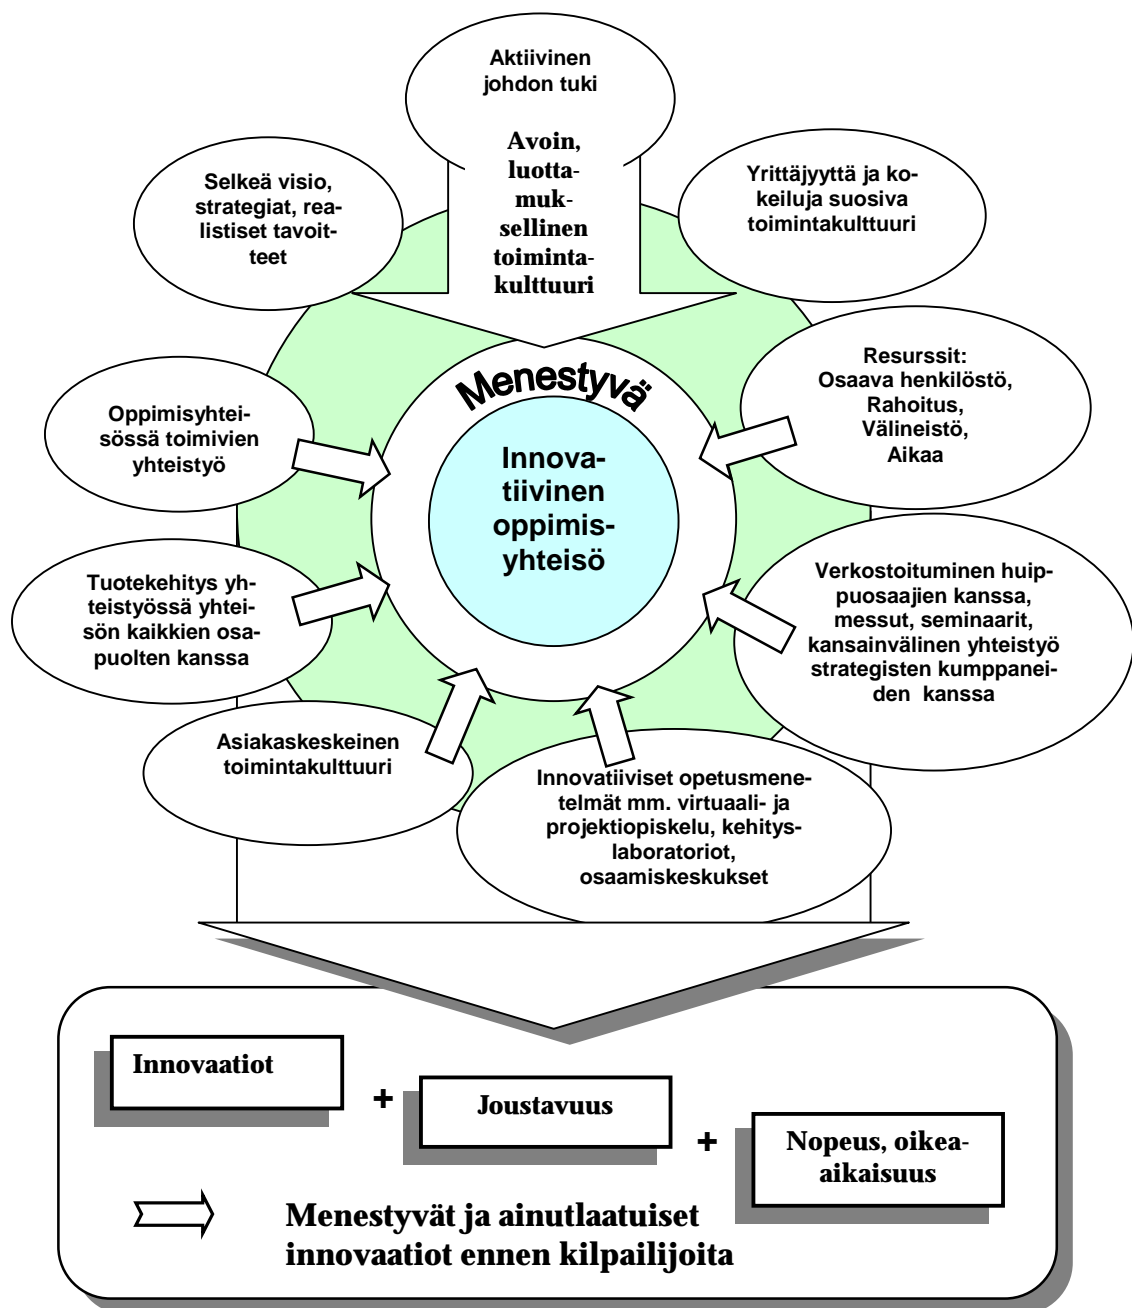 Aktiivinen
johdon tuki
Avoin,
luotta-
muk-
sellinen
toiminta-
kulttuuri
Selkeä visio,
strategiat, rea-
listiset tavoit-
teet
Yrittäjyyttä ja ko-
keiluja suosiva
toimintakulttuuri
Resurssit:
Osaava henkilöstö,
Rahoitus,
Välineistö,
Aikaa
Menestyvä
Innova-
tiivinen
oppimis-
yhteisö
Oppimisyhtei-
sössä toimivien
yhteistyö
Tuotekehitys yh-
teistyössä yhtei-
sön kaikkien osa-
puolten kanssa
Verkostoituminen huip-
puosaajien kanssa,
messut, seminaarit,
kansainvälinen yhteistyö
strategisten kumppanei-
den kanssa
Asiakaskeskeinen
toimintakulttuuri
Innovatiiviset opetusmene-
telmät mm. virtuaali- ja
projektiopiskelu, kehitys-
laboratoriot,
osaamiskeskukset
Innovaatiot
+
Joustavuus
+
Nopeus, oikea-
aikaisuus
Menestyvät ja ainutlaatuiset
innovaatiot ennen kilpailijoita